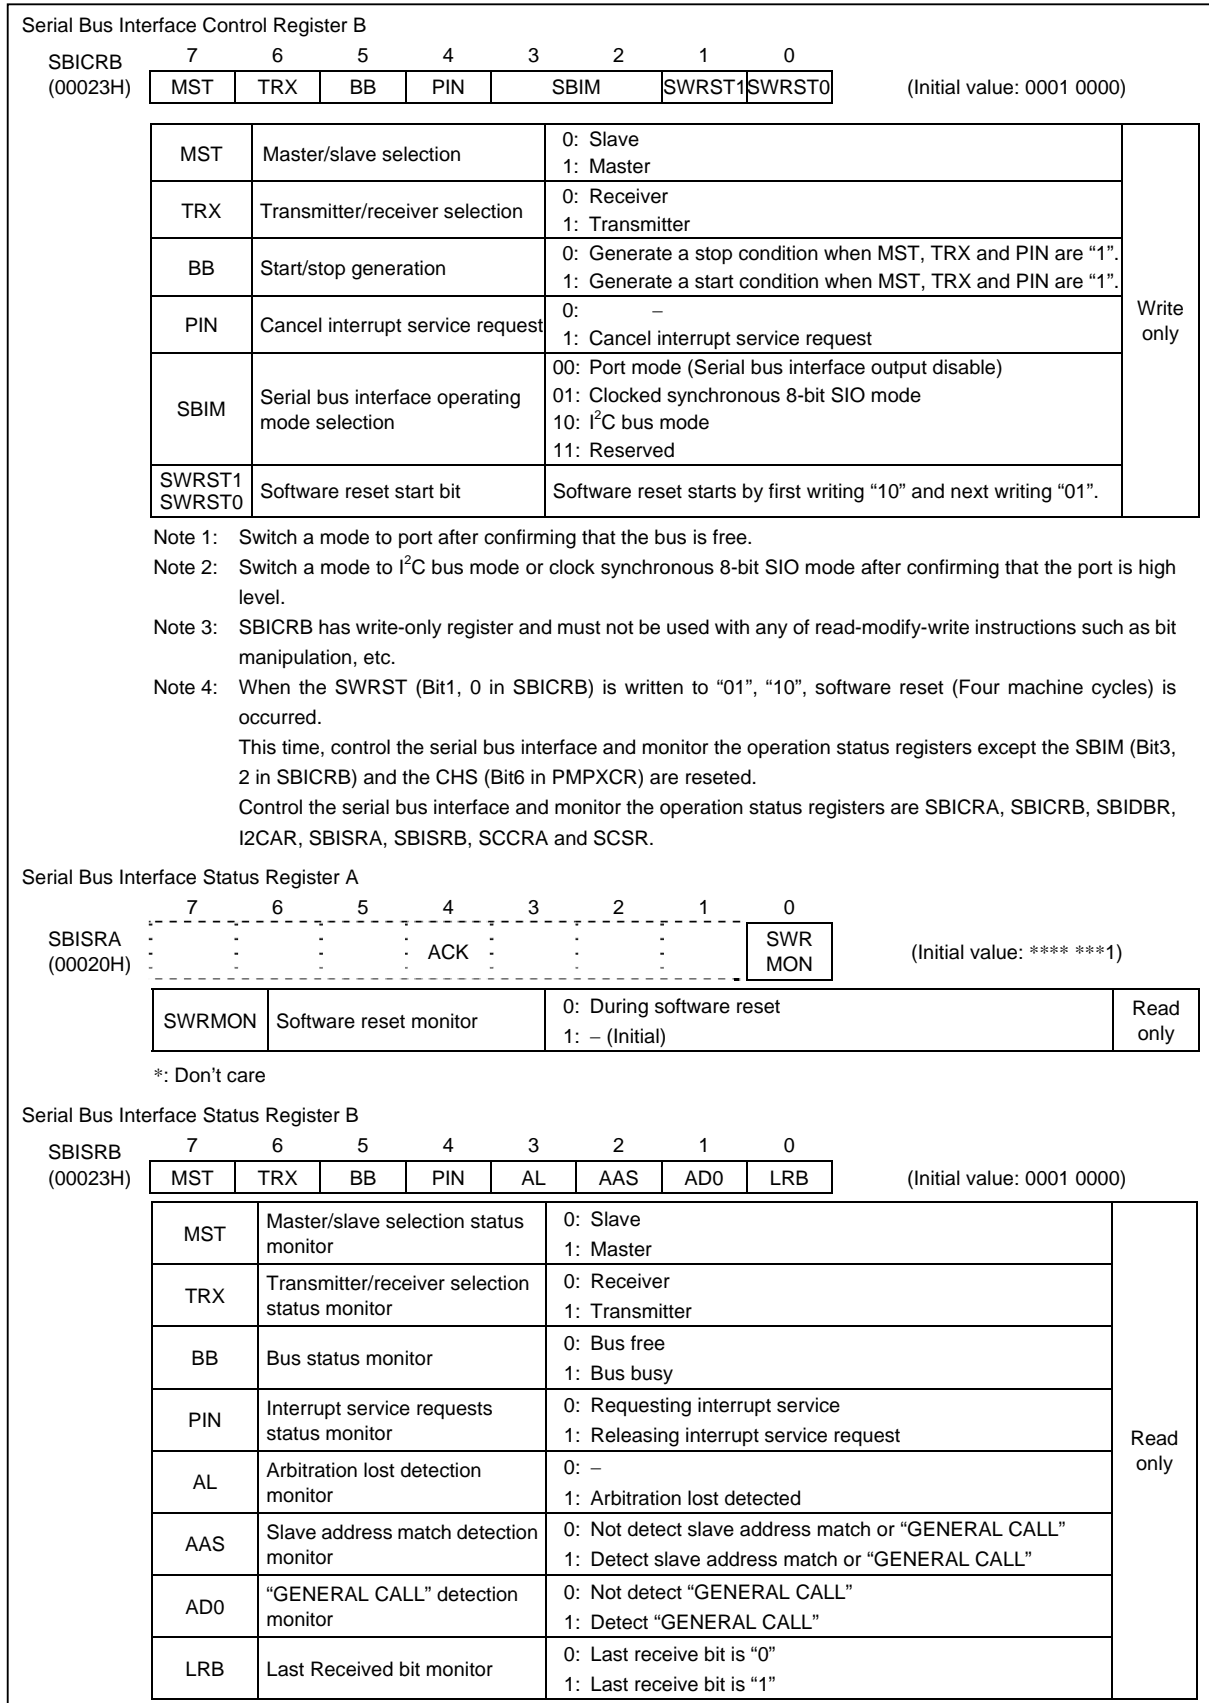 Serial Bus Interface Control Register B
SBICRB
(00023H)
7 6 5 4 3 2 1 0
MST TRX BB PIN SBIM SWRST1 SWRST0 (Initial value: 0001 0000)
MST Master/slave selection 0: Slave
1: Master
TRX Transmitter/receiver selection 0: Receiver
1: Transmitter
BB Start/stop generation 0: Generate a stop condition when MST, TRX and PIN are “1”.
1: Generate a start condition when MST, TRX and PIN are “1”.
PIN Cancel interrupt service request 0: –
1: Cancel interrupt service request
SBIM Serial bus interface operating mode selection 00: Port mode (Serial bus interface output disable)
01: Clocked synchronous 8-bit SIO mode
10: I²C bus mode
11: Reserved
SWRST1
SWRST0 Software reset start bit Software reset starts by first writing “10” and next writing “01”.
Write only
Note 1: Switch a mode to port after confirming that the bus is free.
Note 2: Switch a mode to I²C bus mode or clock synchronous 8-bit SIO mode after confirming that the port is high
level.
Note 3: SBICRB has write-only register and must not be used with any of read-modify-write instructions such as bit
manipulation, etc.
Note 4: When the SWRST (Bit1, 0 in SBICRB) is written to “01”, “10”, software reset (Four machine cycles) is
occurred.
This time, control the serial bus interface and monitor the operation status registers except the SBIM (Bit3,
2 in SBICRB) and the CHS (Bit6 in PMPXCR) are reseted.
Control the serial bus interface and monitor the operation status registers are SBICRA, SBICRB, SBIDBR,
I2CAR, SBISRA, SBISRB, SCCRA and SCSR.
Serial Bus Interface Status Register A
7 6 5 4 3 2 1 0
SBISRA
(00020H)
ACK SWR
MON
(Initial value: **** ***1)
SWRMON Software reset monitor 0: During software reset
1: – (Initial)
Read only
*: Don’t care
Serial Bus Interface Status Register B
SBISRB
(00023H)
7 6 5 4 3 2 1 0
MST TRX BB PIN AL AAS AD0 LRB (Initial value: 0001 0000)
MST Master/slave selection status monitor 0: Slave
1: Master
TRX Transmitter/receiver selection status monitor 0: Receiver
1: Transmitter
BB Bus status monitor 0: Bus free
1: Bus busy
PIN Interrupt service requests status monitor 0: Requesting interrupt service
1: Releasing interrupt service request
AL Arbitration lost detection monitor 0: –
1: Arbitration lost detected
AAS Slave address match detection monitor 0: Not detect slave address match or “GENERAL CALL”
1: Detect slave address match or “GENERAL CALL”
AD0 “GENERAL CALL” detection monitor 0: Not detect “GENERAL CALL”
1: Detect “GENERAL CALL”
LRB Last Received bit monitor 0: Last receive bit is “0”
1: Last receive bit is “1”
Read only